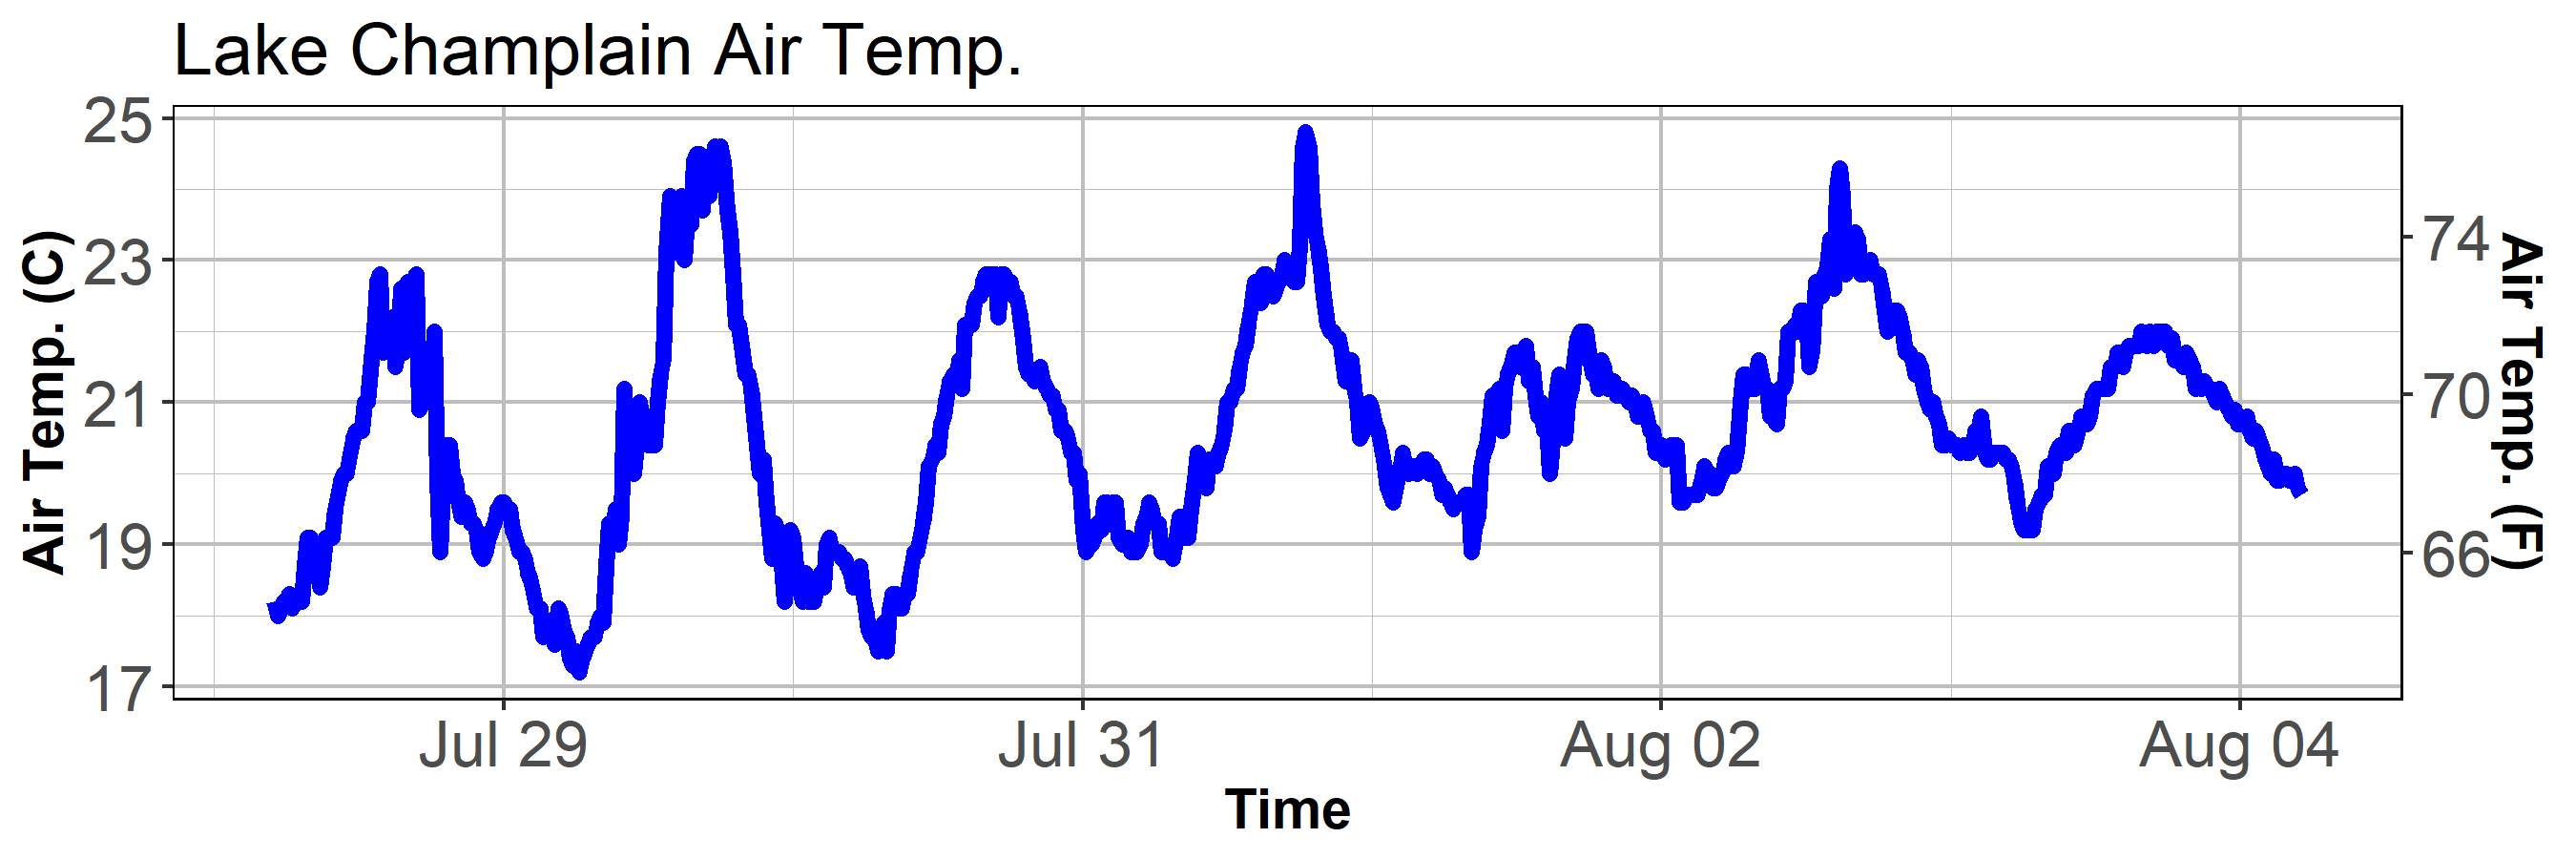 Lake Champlain Air Temp.
25
23
21
19
17
Air Temp. (C)
74
70
66
Air Temp. (F)
Jul 29
Jul 31
Aug 02
Aug 04
Time